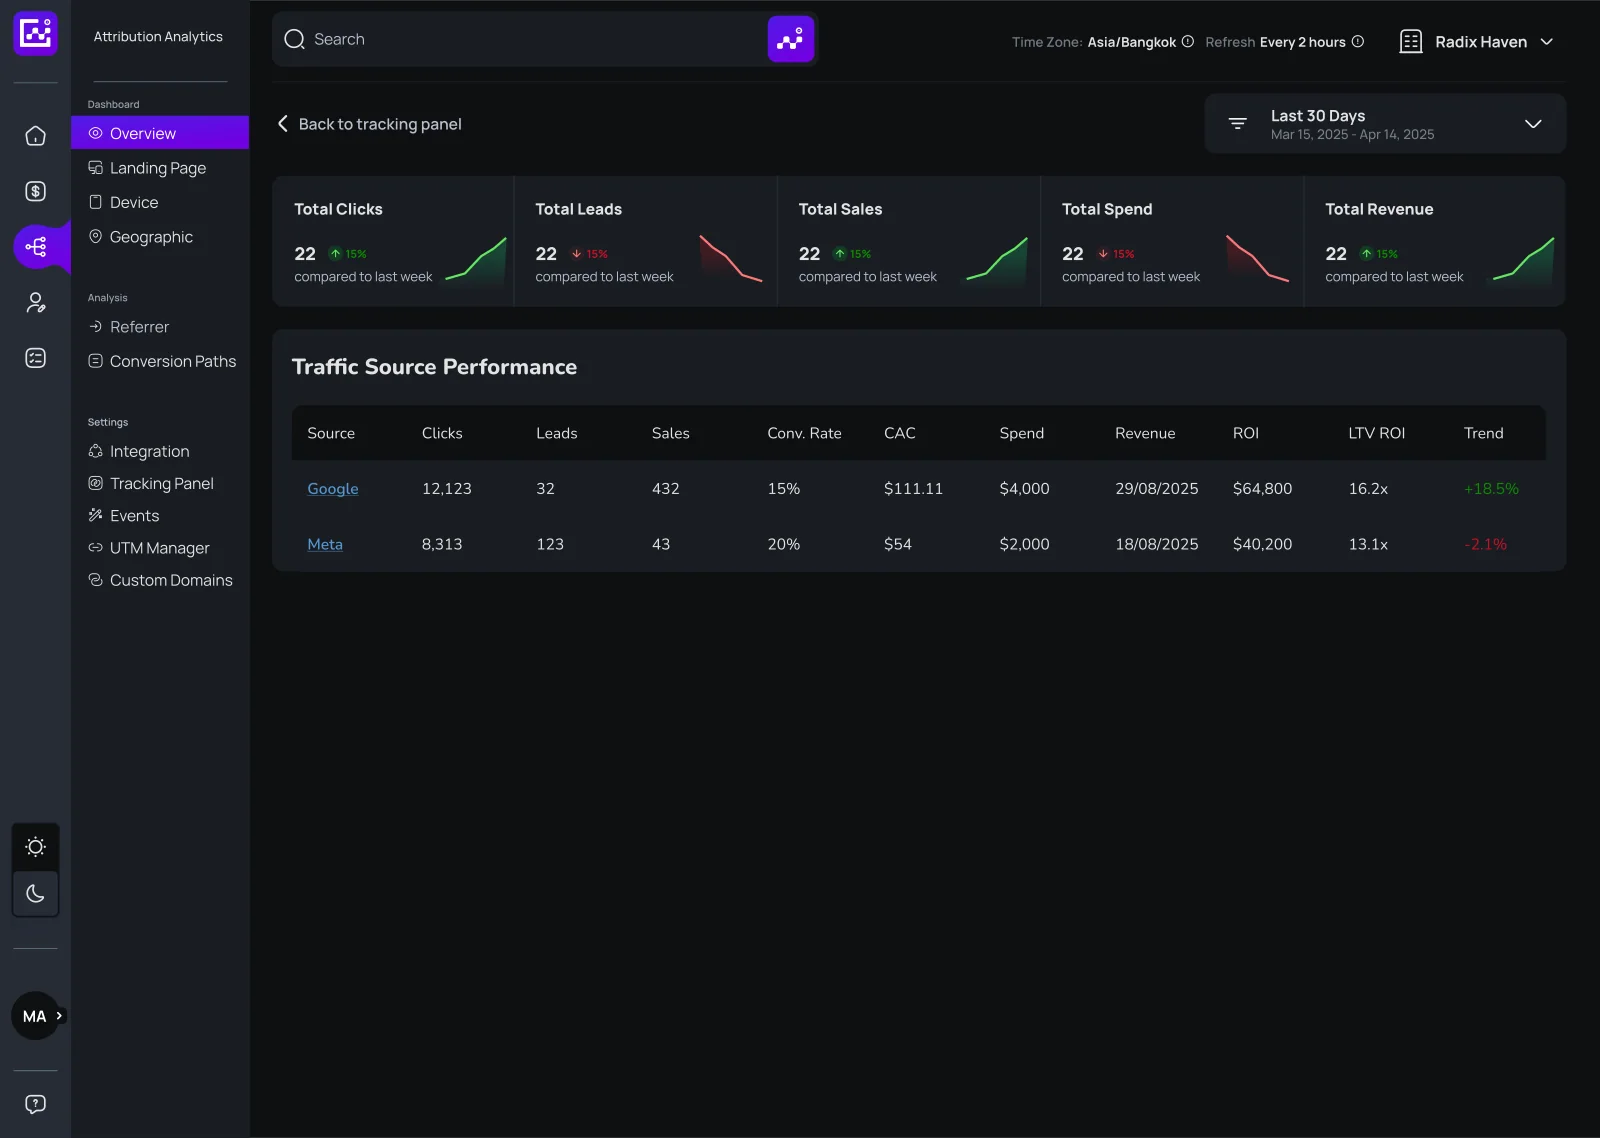 Attribution Analytics
Search
Time Zone: Asia/Bangkok Refresh Every 2 hours
Radix Haven
Dashboard
Overview
Landing Page
Device
Geographic
Analysis
Referrer
Conversion Paths
Settings
Integration
Tracking Panel
Events
UTM Manager
Custom Domains
MA
Back to tracking panel
Last 30 Days
Mar 15, 2025 - Apr 14, 2025
Total Clicks
22 15%
compared to last week
Total Leads
22 15%
compared to last week
Total Sales
22 15%
compared to last week
Total Spend
22 15%
compared to last week
Total Revenue
22 15%
compared to last week
Traffic Source Performance
Source Clicks Leads Sales Conv. Rate CAC Spend Revenue ROI LTV ROI Trend
Google 12,123 32 432 15% $111.11 $4,000 29/08/2025 $64,800 16.2x +18.5%
Meta 8,313 123 43 20% $54 $2,000 18/08/2025 $40,200 13.1x -2.1%